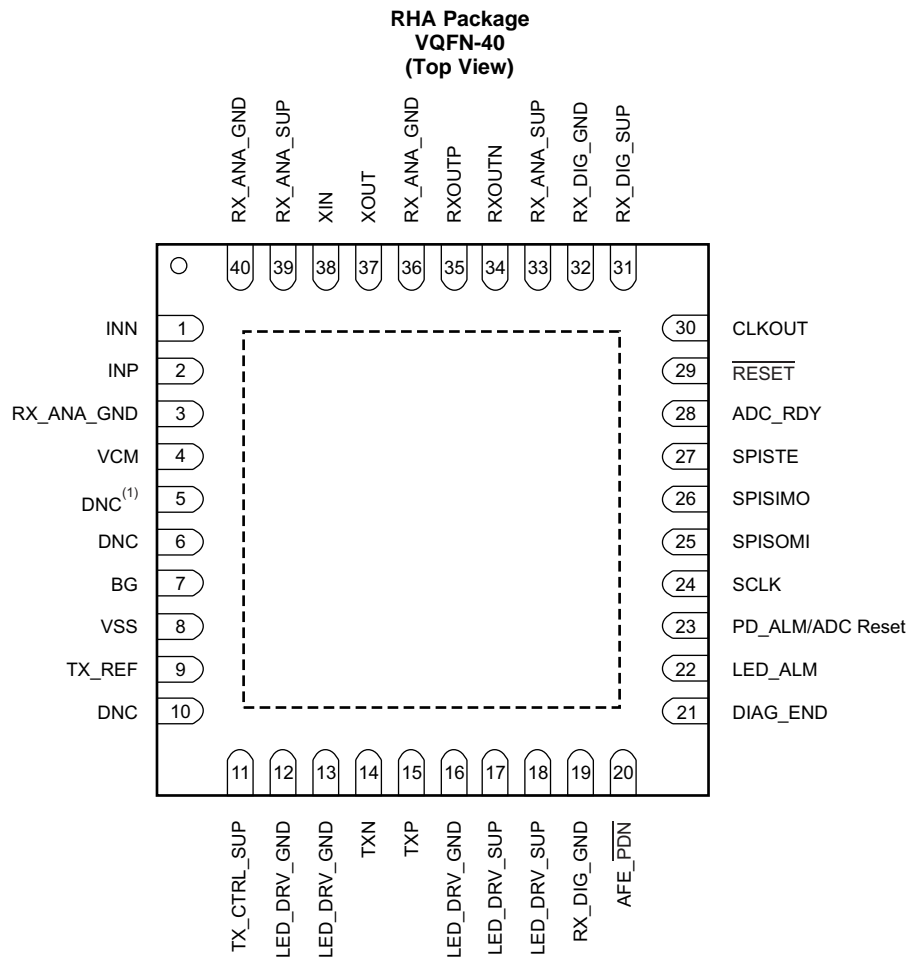 RHA Package
VQFN-40
(Top View)
RX_ANA_GND
RX_ANA_SUP
XIN
XOUT
RX_ANA_GND
RXOUTP
RXOUTN
RX_ANA_SUP
RX_DIG_GND
RX_DIG_SUP
40 39 38 37 36 35 34 33 32 31
INN 1
INP 2
RX_ANA_GND 3
VCM 4
DNC(1) 5
DNC 6
BG 7
VSS 8
TX_REF 9
DNC 10
30 CLKOUT
29 RESET
28 ADC_RDY
27 SPISTE
26 SPISIMO
25 SPISOMI
24 SCLK
23 PD_ALM/ADC Reset
22 LED_ALM
21 DIAG_END
11 12 13 14 15 16 17 18 19 20
TX_CTRL_SUP
LED_DRV_GND
LED_DRV_GND
TXN
TXP
LED_DRV_GND
LED_DRV_SUP
LED_DRV_SUP
RX_DIG_GND
AFE_PDN